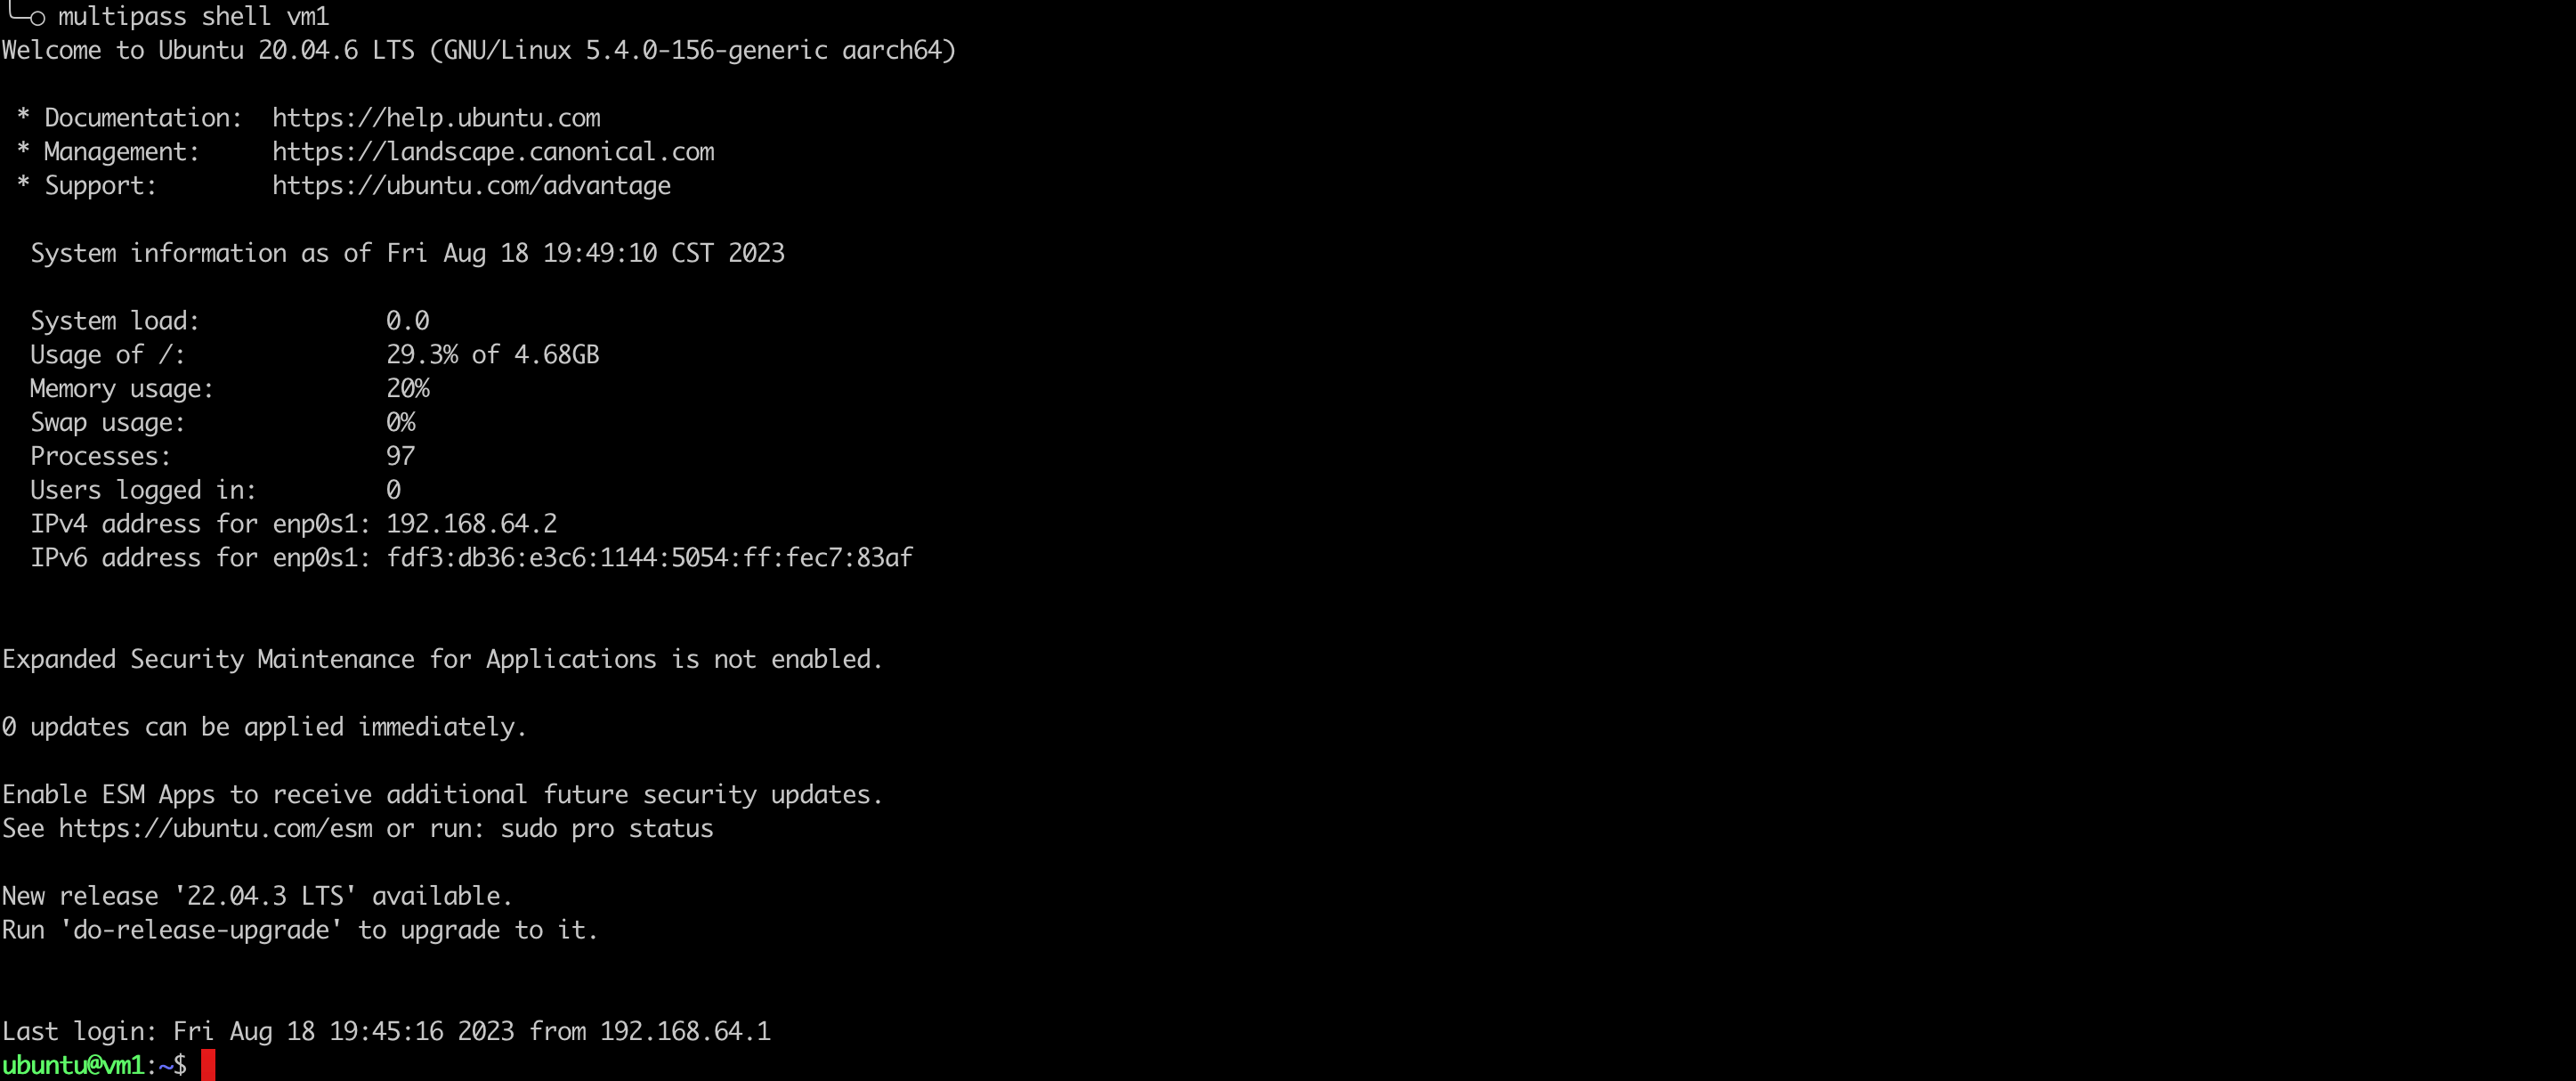 multipass shell vm1
Welcome to Ubuntu 20.04.6 LTS (GNU/Linux 5.4.0-156-generic aarch64)
* Documentation:  https://help.ubuntu.com
* Management:     https://landscape.canonical.com
* Support:        https://ubuntu.com/advantage
System information as of Fri Aug 18 19:49:10 CST 2023
System load:             0.0
Usage of /:              29.3% of 4.68GB
Memory usage:            20%
Swap usage:              0%
Processes:               97
Users logged in:         0
IPv4 address for enp0s1: 192.168.64.2
IPv6 address for enp0s1: fdf3:db36:e3c6:1144:5054:ff:fec7:83af
Expanded Security Maintenance for Applications is not enabled.
0 updates can be applied immediately.
Enable ESM Apps to receive additional future security updates.
See https://ubuntu.com/esm or run: sudo pro status
New release '22.04.3 LTS' available.
Run 'do-release-upgrade' to upgrade to it.
Last login: Fri Aug 18 19:45:16 2023 from 192.168.64.1
ubuntu@vm1:~$